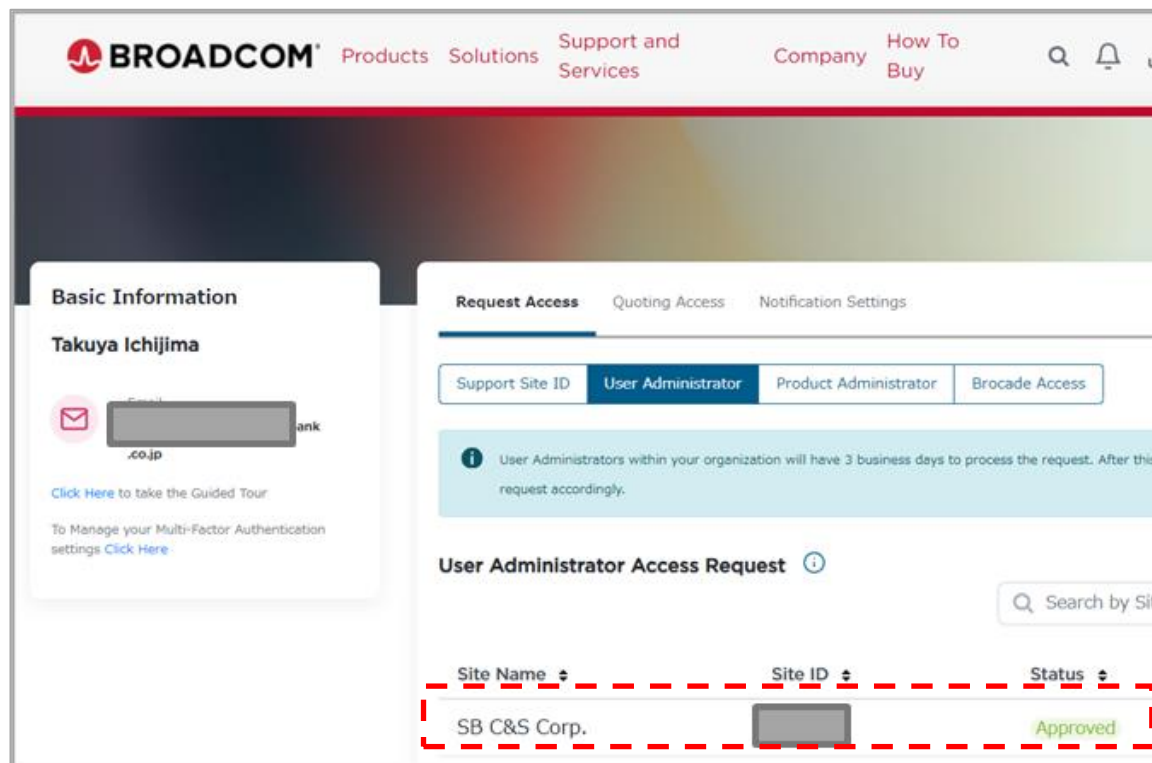 BROADCOM
Products Solutions Support and Services Company How To Buy
Basic Information
Takuya Ichijima
Email
ank
.co.jp
Click Here to take the Guided Tour
To Manage your Multi-Factor Authentication
settings Click Here
Request Access Quoting Access Notification Settings
Support Site ID User Administrator Product Administrator Brocade Access
User Administrators within your organization will have 3 business days to process the request. After this
request accordingly.
User Administrator Access Request
Search by Sit
Site Name Site ID Status
SB C&S Corp. Approved